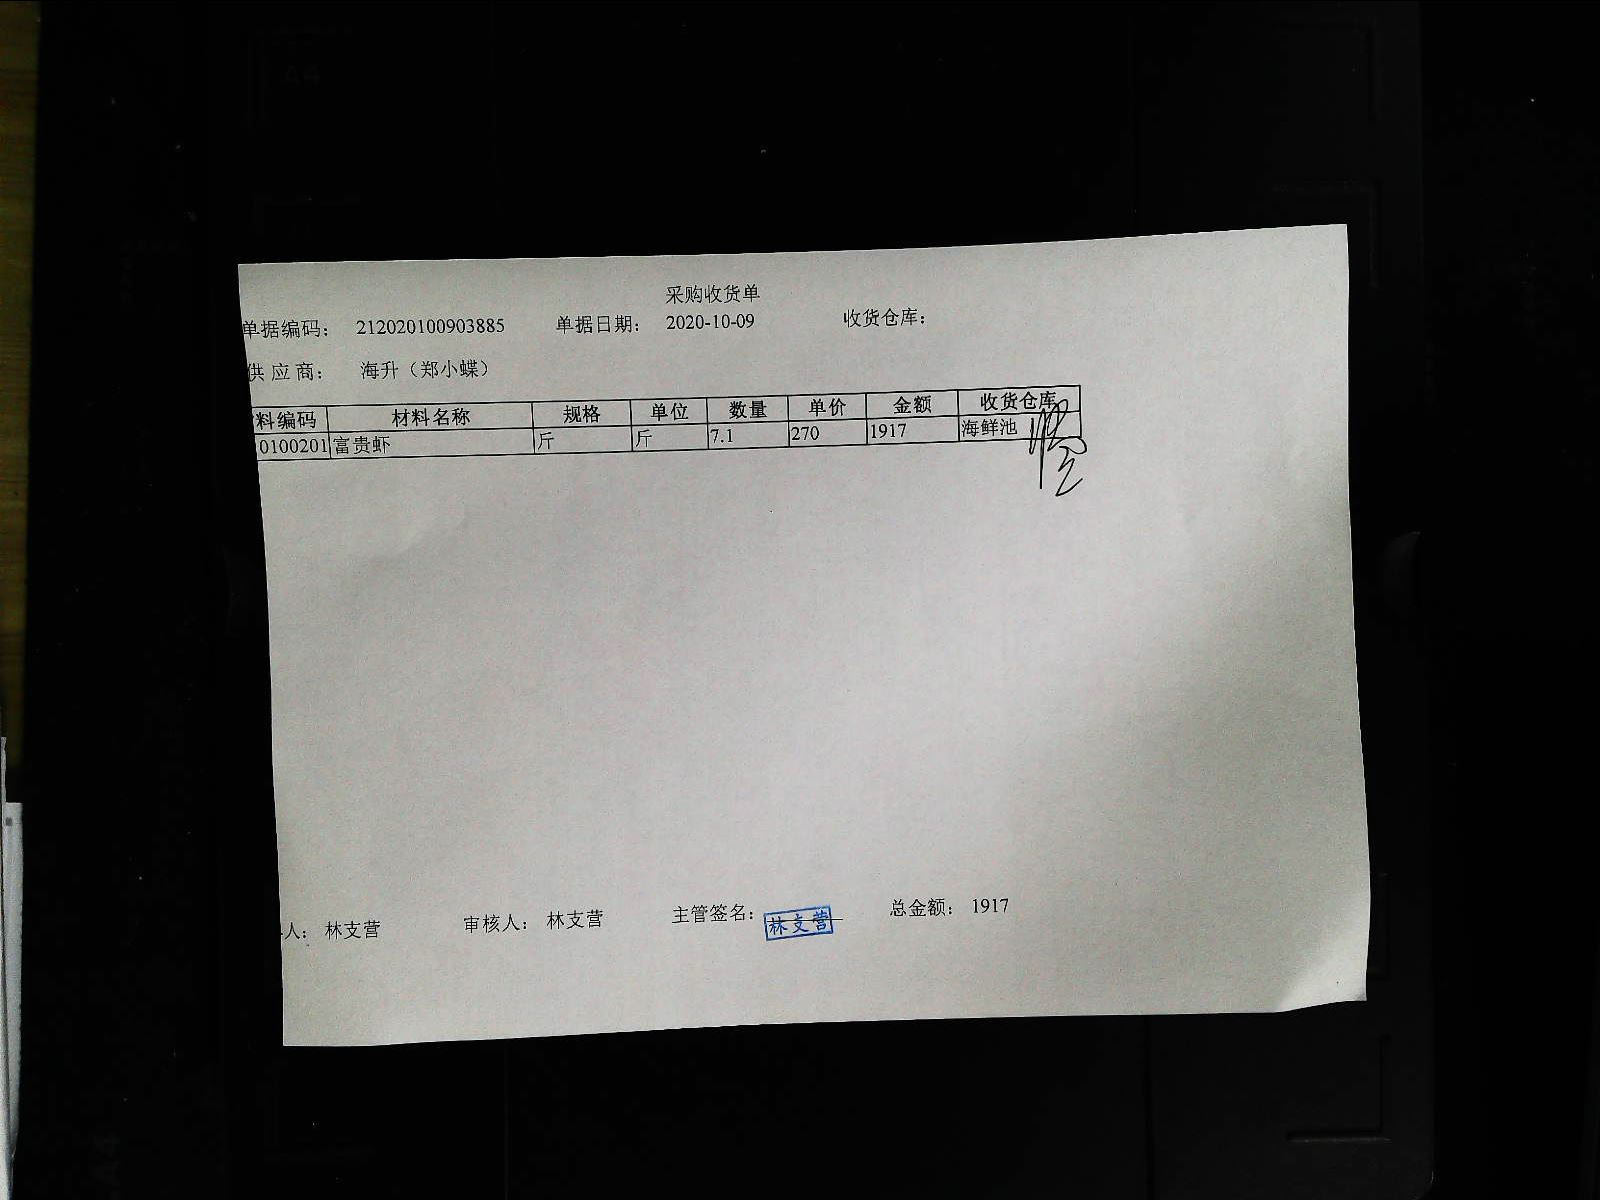 采购收货单
单据编码： 212020100903885 单据日期： 2020-10-09 收货仓库：
供应商： 海升（郑小蝶）
料编码 材料名称 规格 单位 数量 单价 金额 收货仓库
0100201 富贵虾 斤 斤 7.1 270 1917 海鲜池
人： 林支营 审核人： 林支营 主管签名： 林支营 总金额： 1917